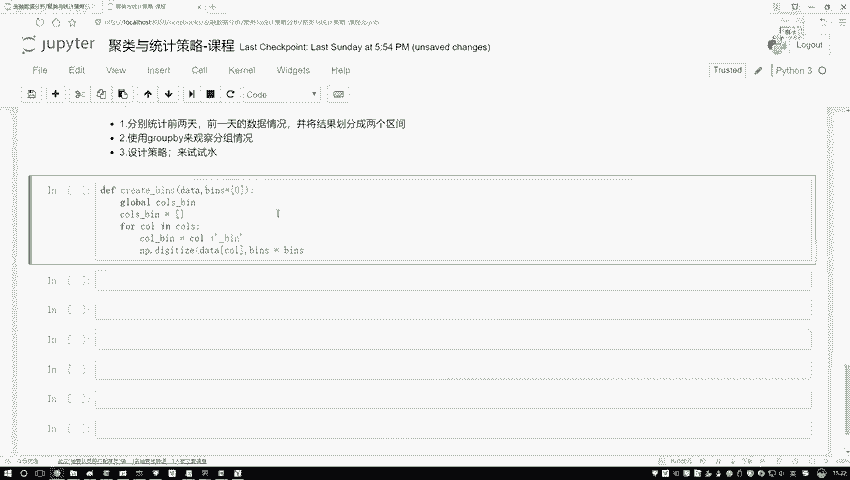 jupyter 聚类与统计策略-课程 Last Checkpoint: Last Sunday at 5:54 PM (unsaved changes)
Logout
File Edit View Insert Cell Kernel Widgets Help
Trusted
Python 3
Code
1.分别统计前两天，前一天的数据情况，并将结果划分成两个区间
2.使用groupby来观察分组情况
3.设计策略；来试试水
In [ ]:
def create_bins(data,bins=[0]):
global cols_bin
cols_bin = []
for col in cols:
col_bin = col +'_bin'
np.digitize(data[col],bins = bins
In [ ]:
In [ ]:
In [ ]:
In [ ]:
In [ ]:
In [ ]: